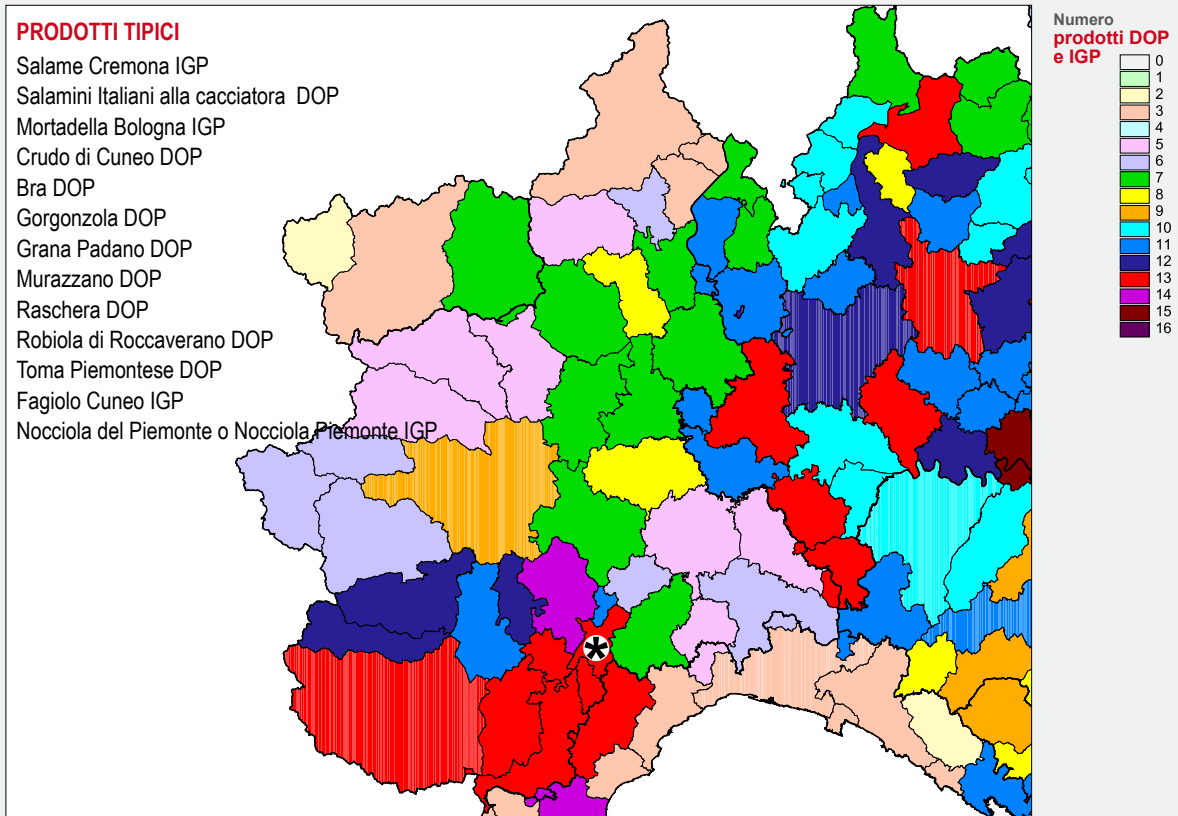 PRODOTTI TIPICI
Salame Cremona IGP
Salamini Italiani alla cacciatora DOP
Mortadella Bologna IGP
Crudo di Cuneo DOP
Bra DOP
Gorgonzola DOP
Grana Padano DOP
Murazzano DOP
Raschera DOP
Robiola di Roccaverano DOP
Toma Piemontese DOP
Fagiolo Cuneo IGP
Nocciola del Piemonte o Nocciola Piemonte IGP
*
Numero
prodotti DOP
e IGP
0
1
2
3
4
5
6
7
8
9
10
11
12
13
14
15
16